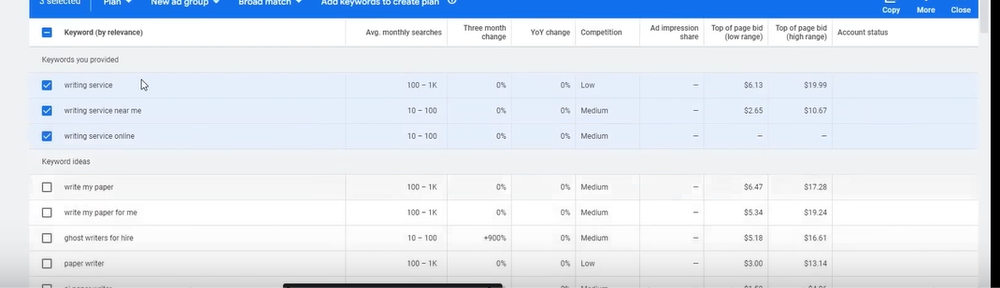 3 selected Plan New ad group Broad match Add keywords to create plan Copy More Close
Keyword (by relevance) Avg. monthly searches Three month change YoY change Competition Ad impression share Top of page bid (low range) Top of page bid (high range) Account status
Keywords you provided
writing service 100 – 1K 0% 0% Low — $6.13 $19.99
writing service near me 10 – 100 0% 0% Medium — $2.65 $10.67
writing service online 10 – 100 0% 0% Medium — — —
Keyword ideas
write my paper 100 – 1K 0% 0% Medium — $6.47 $17.28
write my paper for me 100 – 1K 0% 0% Medium — $5.34 $19.24
ghost writers for hire 10 – 100 +900% 0% Medium — $5.18 $16.61
paper writer 100 – 1K 0% 0% Low — $3.00 $13.14